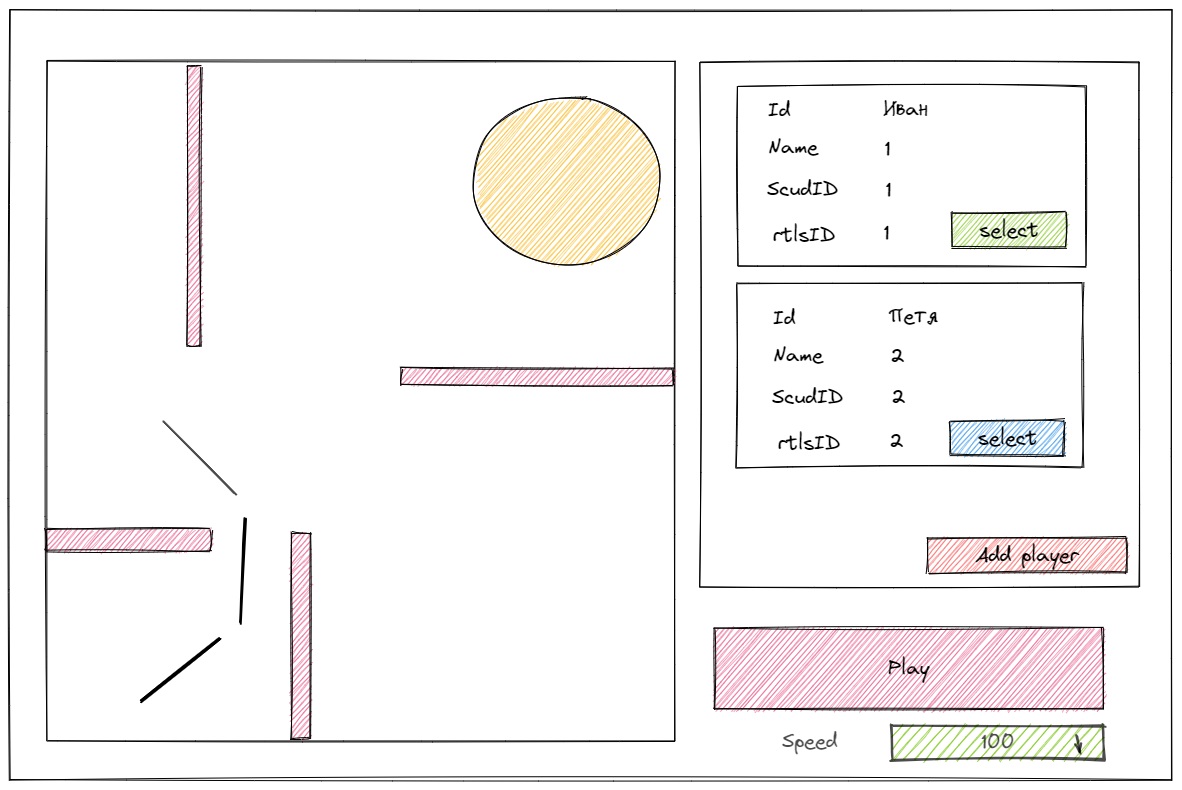 Id Иван
Name 1
ScudID 1
rtlsID 1 select
Id Петя
Name 2
ScudID 2
rtlsID 2 select
Add player
Play
Speed 100